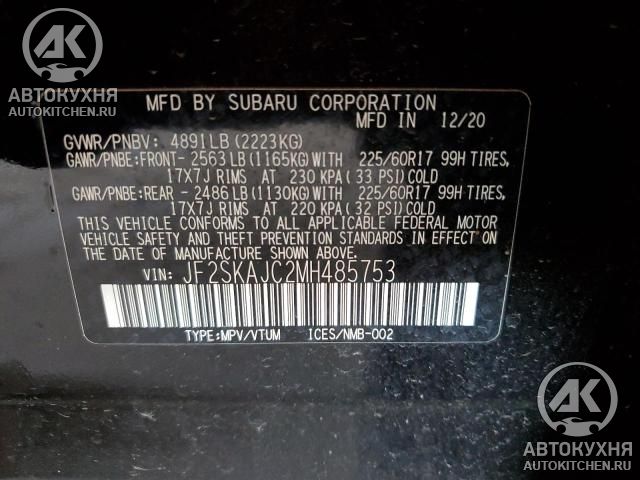 АК
АВТОКУХНЯ
AUTOKITCHEN.RU
MFD BY SUBARU CORPORATION
MFD IN 12/20
GVWR/PNBV: 4891LB (2223KG)
GAWR/PNBE:FRONT- 2563LB(1165KG)WITH 225/60R17 99H TIRES,
17X7J RIMS AT 230 KPA(33 PSI)COLD
GAWR/PNBE:REAR -2486LB(1130KG)WITH 225/60R17 99H TIRES,
17X7J RIMS AT 220 KPA(32 PSI)COLD
THIS VEHICLE CONFORMS TO ALL APPLICABLE FEDERAL MOTOR
VEHICLE SAFETY AND THEFT PREVENTION STANDARDS IN EFFECT
ON THE DATE OF MANUFACTURE SHOWN ABOVE.
VIN: JF2SKAJC2MH485753
TYPE:MPV/VTUM ICES/NMB-002
АК
АВТОКУХНЯ
AUTOKITCHEN.RU